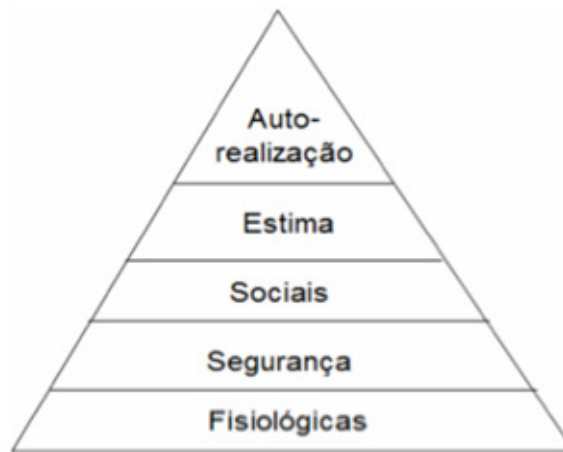 Auto-
realização
Estima
Sociais
Segurança
Fisiológicas